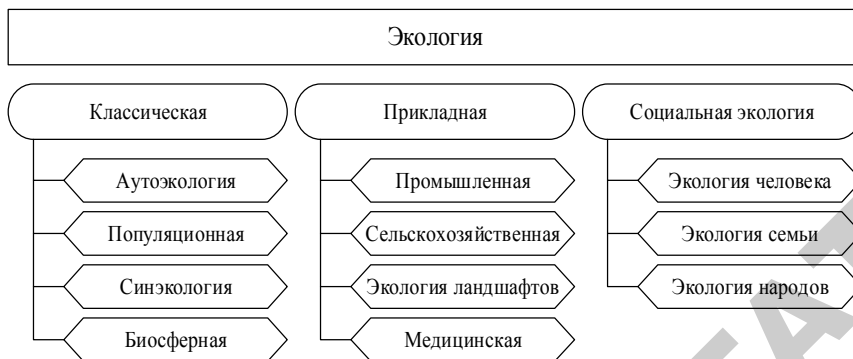 Экология
Классическая
Аутоэкология
Популяционная
Синэкология
Биосферная
Прикладная
Промышленная
Сельскохозяйственная
Экология ландшафтов
Медицинская
Социальная экология
Экология человека
Экология семьи
Экология народов